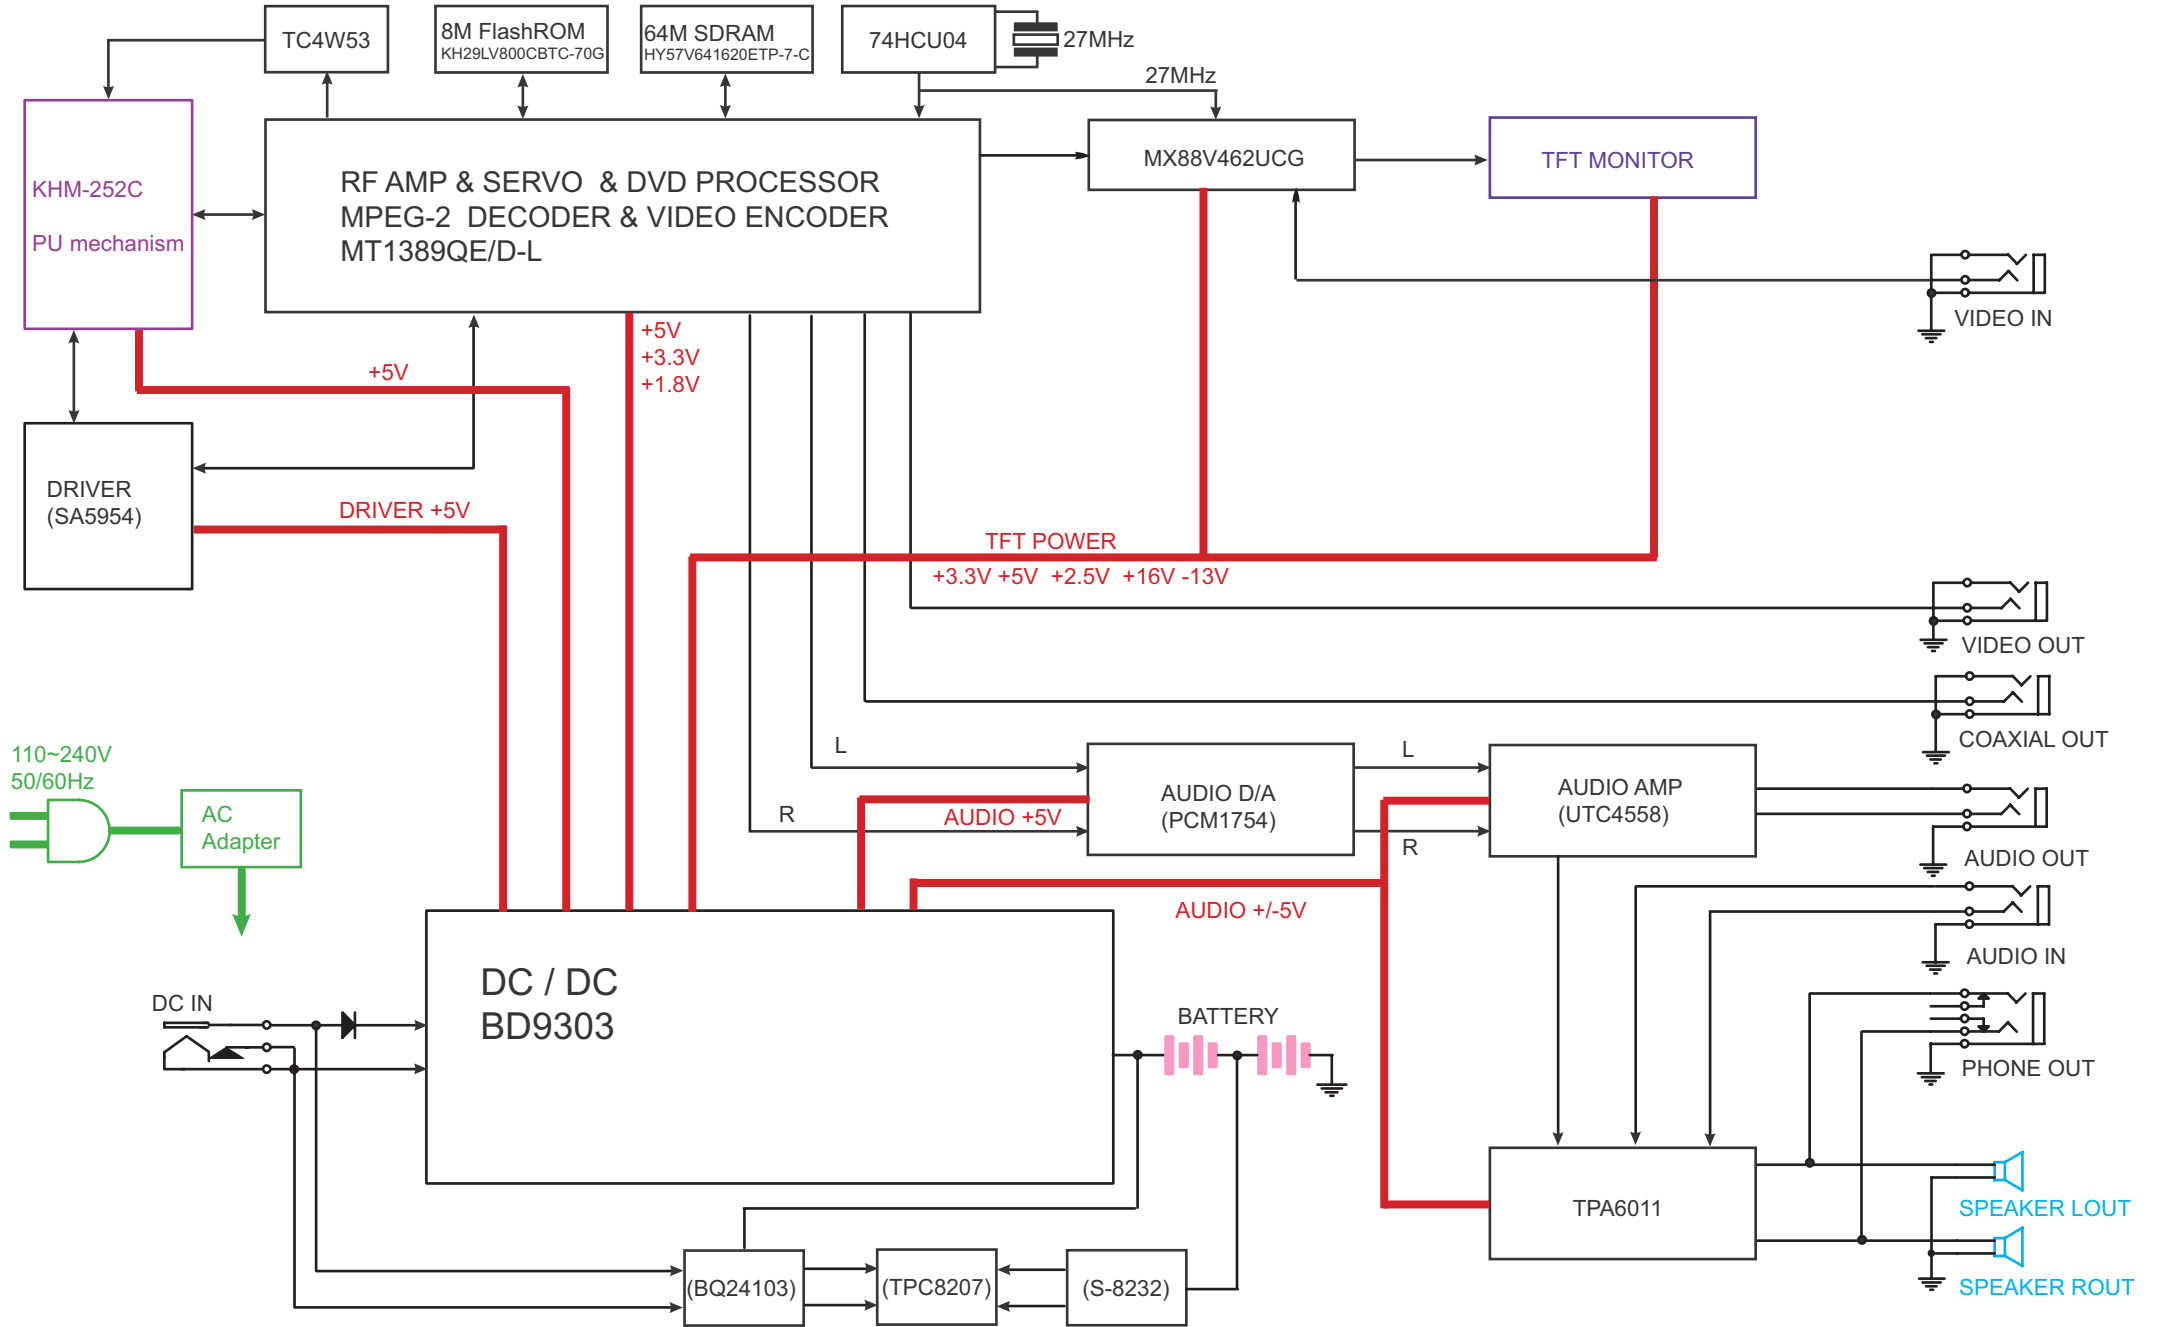 TC4W53
8M FlashROM
KH29LV800CBTC-70G
64M SDRAM
HY57V641620ETP-7-C
74HCU04
27MHz
27MHz
KHM-252C
PU mechanism
RF AMP & SERVO & DVD PROCESSOR
MPEG-2 DECODER & VIDEO ENCODER
MT1389QE/D-L
MX88V462UCG
TFT MONITOR
VIDEO IN
+5V
+3.3V
+1.8V
+5V
DRIVER
(SA5954)
DRIVER +5V
TFT POWER
+3.3V +5V +2.5V +16V -13V
VIDEO OUT
COAXIAL OUT
110~240V
50/60Hz
AC
Adapter
L
R
AUDIO +5V
AUDIO D/A
(PCM1754)
L
R
AUDIO AMP
(UTC4558)
AUDIO OUT
AUDIO +/-5V
AUDIO IN
DC IN
DC / DC
BD9303
BATTERY
PHONE OUT
TPA6011
SPEAKER LOUT
SPEAKER ROUT
(BQ24103)
(TPC8207)
(S-8232)